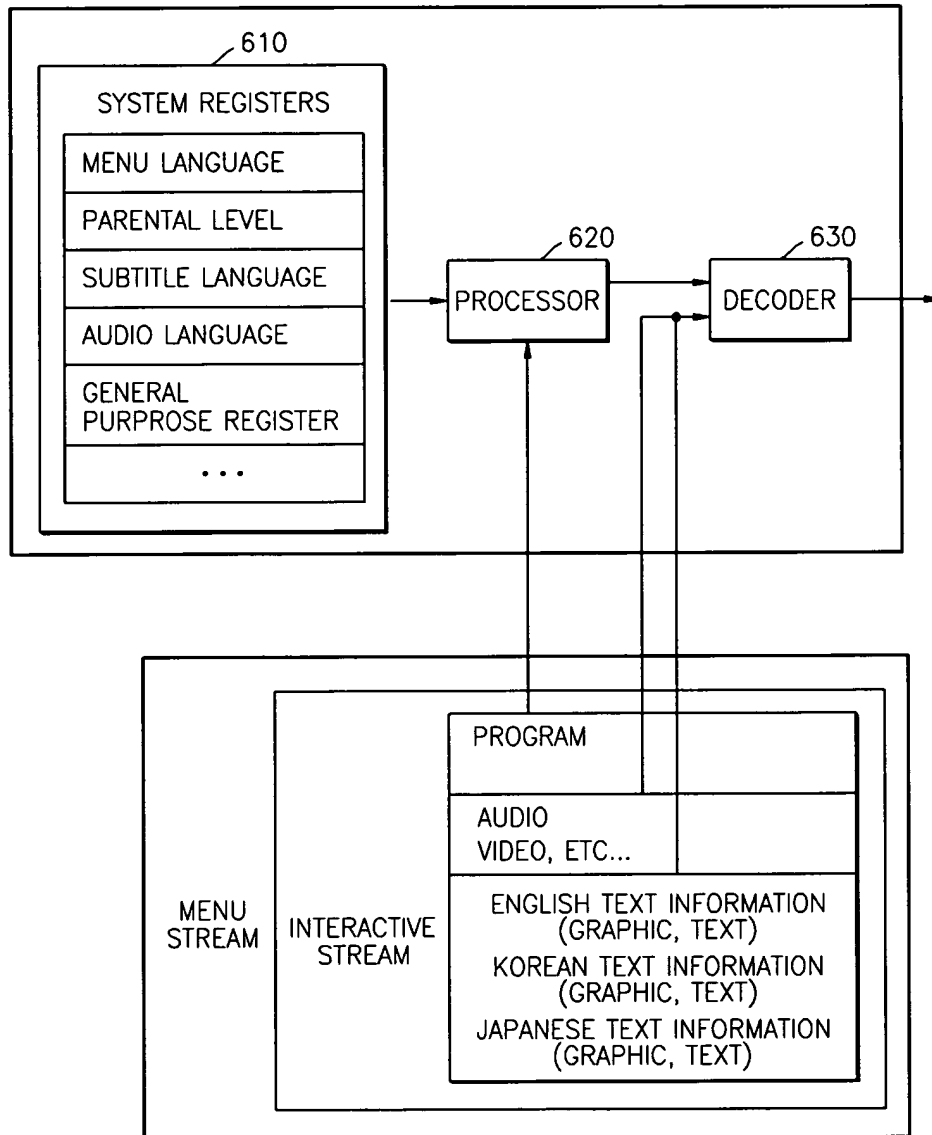 610
SYSTEM REGISTERS
MENU LANGUAGE
PARENTAL LEVEL
SUBTITLE LANGUAGE
AUDIO LANGUAGE
GENERAL
PURPROSE REGISTER
...
620
PROCESSOR
630
DECODER
MENU
STREAM
INTERACTIVE
STREAM
PROGRAM
AUDIO
VIDEO, ETC...
ENGLISH TEXT INFORMATION
(GRAPHIC, TEXT)
KOREAN TEXT INFORMATION
(GRAPHIC, TEXT)
JAPANESE TEXT INFORMATION
(GRAPHIC, TEXT)